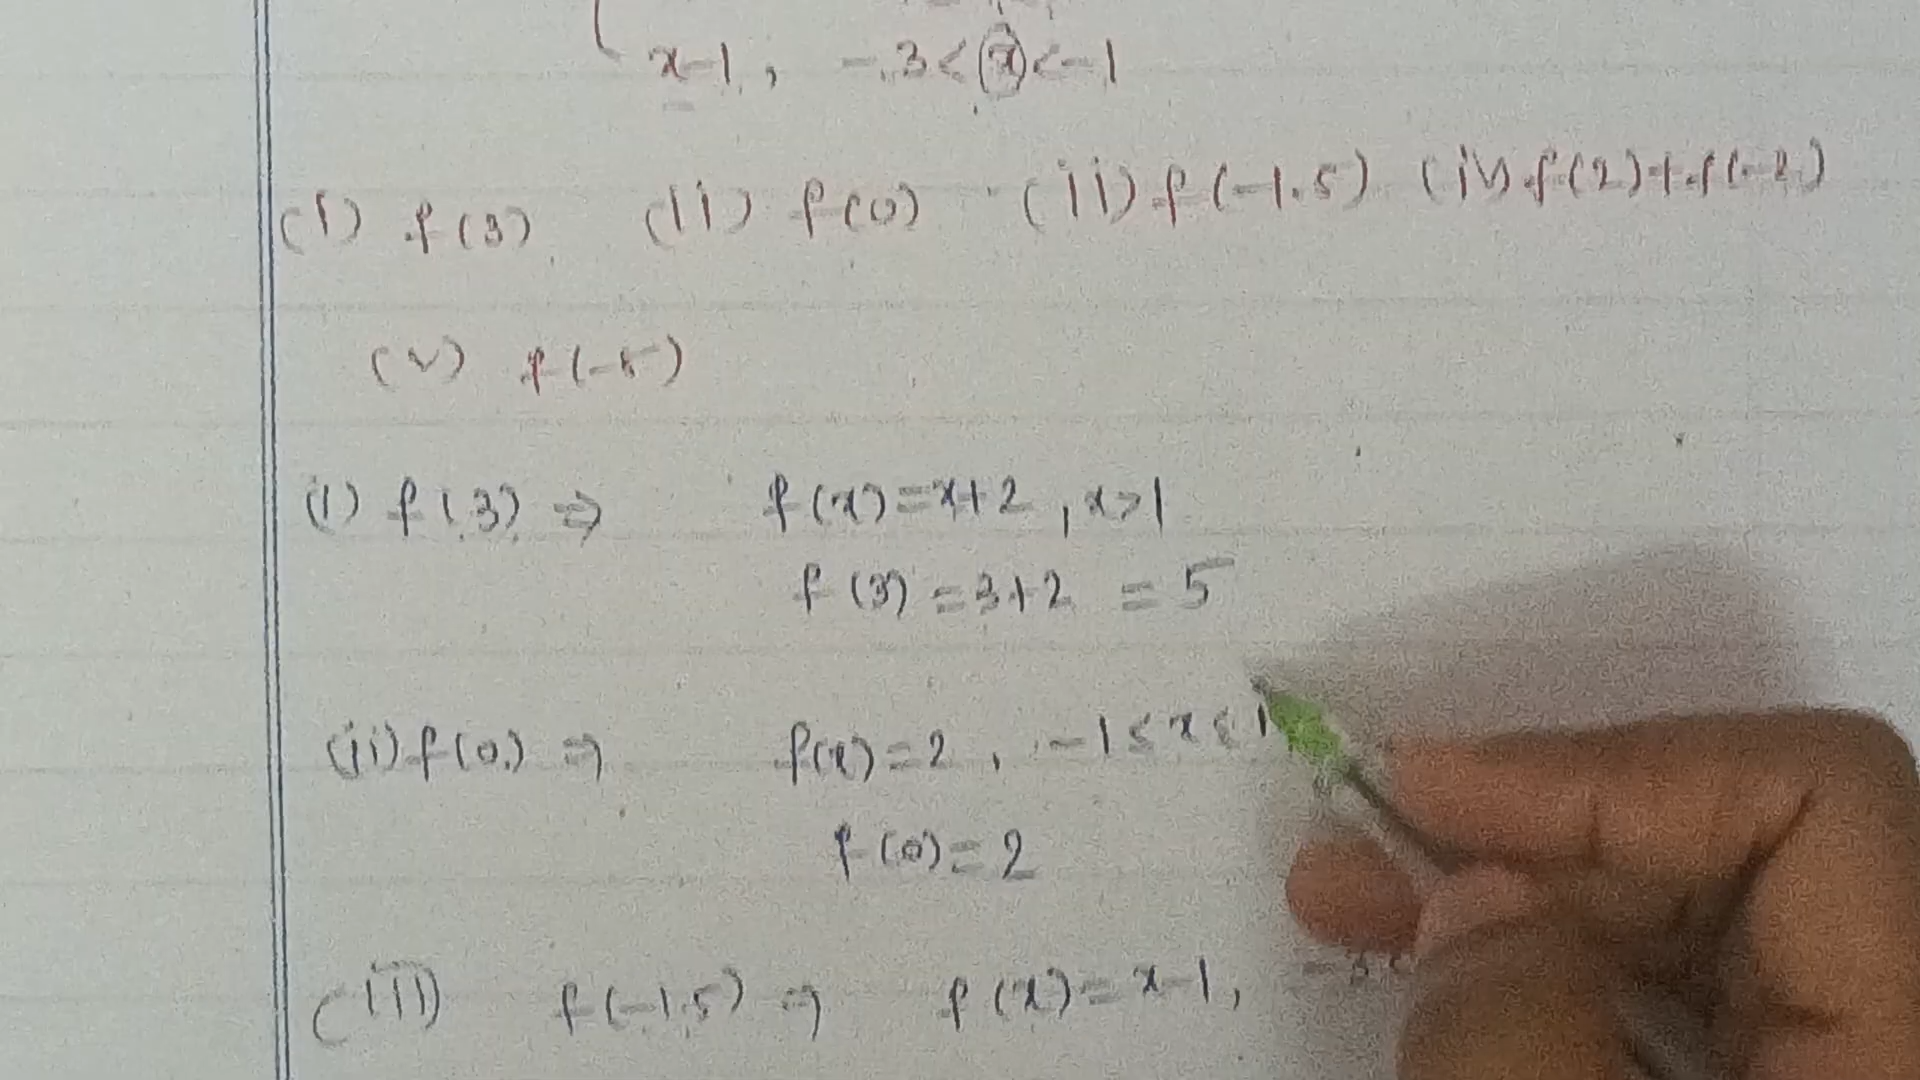 x-1, -3<x<-1
(i) f(3) (ii) f(0) (iii) f(-1.5) (iv) f(2)+f(-2)
(v) f(-5)
(i) f(3) ⇒ f(x)=x+2, x>1
f(3)=3+2 =5
(ii) f(0) ⇒ f(x)=2, -1≤x≤1
f(0)=2
(iii) f(-1.5) ⇒ f(x)=x-1,